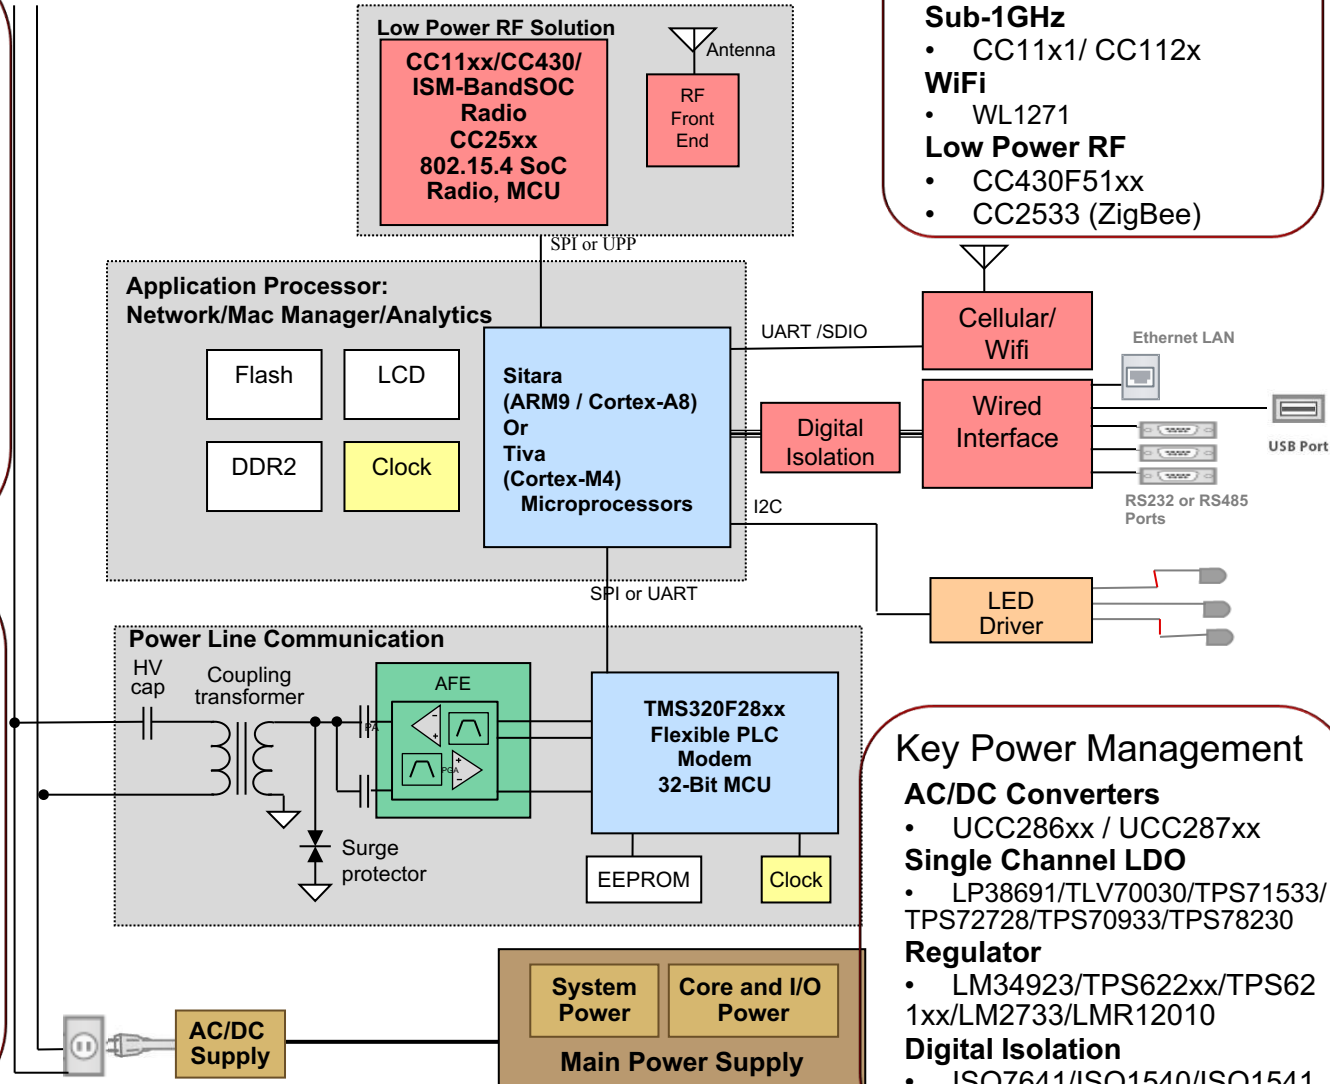 Low Power RF Solution
CC11xx/CC430/
ISM-BandSOC
Radio
CC25xx
802.15.4 SoC
Radio, MCU
Antenna
RF
Front
End
Sub-1GHz
• CC11x1/ CC112x
WiFi
• WL1271
Low Power RF
• CC430F51xx
• CC2533 (ZigBee)
SPI or UPP
Application Processor:
Network/Mac Manager/Analytics
Flash
LCD
DDR2
Clock
Sitara
(ARM9 / Cortex-A8)
Or
Tiva
(Cortex-M4)
Microprocessors
UART /SDIO
Cellular/
Wifi
Ethernet LAN
Digital
Isolation
Wired
Interface
USB Port
RS232 or RS485
Ports
I2C
LED
Driver
SPI or UART
Power Line Communication
HV
cap
Coupling
transformer
AFE
PA
PGA
TMS320F28xx
Flexible PLC
Modem
32-Bit MCU
Surge
protector
EEPROM
Clock
Key Power Management
AC/DC Converters
• UCC286xx / UCC287xx
Single Channel LDO
• LP38691/TLV70030/TPS71533/
TPS72728/TPS70933/TPS78230
Regulator
• LM34923/TPS622xx/TPS62
1xx/LM2733/LMR12010
Digital Isolation
• ISO7641/ISO1540/ISO1541
AC/DC
Supply
System
Power
Core and I/O
Power
Main Power Supply